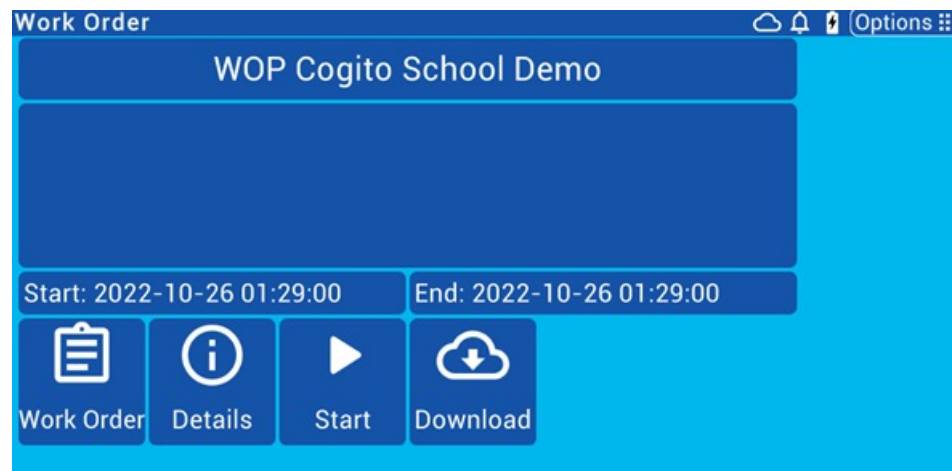 Work Order
Options
WOP Cogito School Demo
Start: 2022-10-26 01:29:00
End: 2022-10-26 01:29:00
Work Order
Details
Start
Download